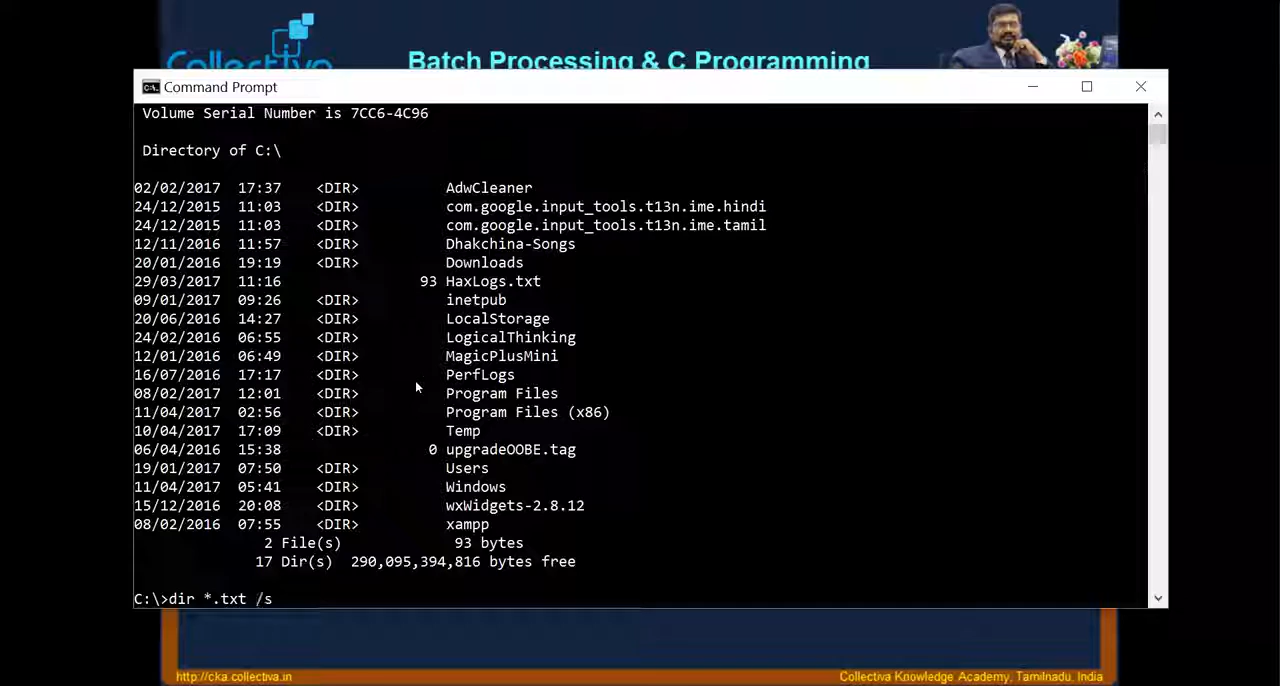 Collectiva
Batch Processing & C Programming
Command Prompt
Volume Serial Number is 7CC6-4C96
Directory of C:\
02/02/2017 17:37 <DIR> AdwCleaner
24/12/2015 11:03 <DIR> com.google.input_tools.t13n.ime.hindi
24/12/2015 11:03 <DIR> com.google.input_tools.t13n.ime.tamil
12/11/2016 11:57 <DIR> Dhakchina-Songs
20/01/2016 19:19 <DIR> Downloads
29/03/2017 11:16 93 HaxLogs.txt
09/01/2017 09:26 <DIR> inetpub
20/06/2016 14:27 <DIR> LocalStorage
24/02/2016 06:55 <DIR> LogicalThinking
12/01/2016 06:49 <DIR> MagicPlusMini
16/07/2016 17:17 <DIR> PerfLogs
08/02/2017 12:01 <DIR> Program Files
11/04/2017 02:56 <DIR> Program Files (x86)
10/04/2017 17:09 <DIR> Temp
06/04/2016 15:38 0 upgradeOOBE.tag
19/01/2017 07:50 <DIR> Users
11/04/2017 05:41 <DIR> Windows
15/12/2016 20:08 <DIR> wxWidgets-2.8.12
08/02/2016 07:55 <DIR> xampp
2 File(s) 93 bytes
17 Dir(s) 290,095,394,816 bytes free
C:\>dir *.txt /s
http://cka.collectiva.in
Collectiva Knowledge Academy, Tamilnadu, India